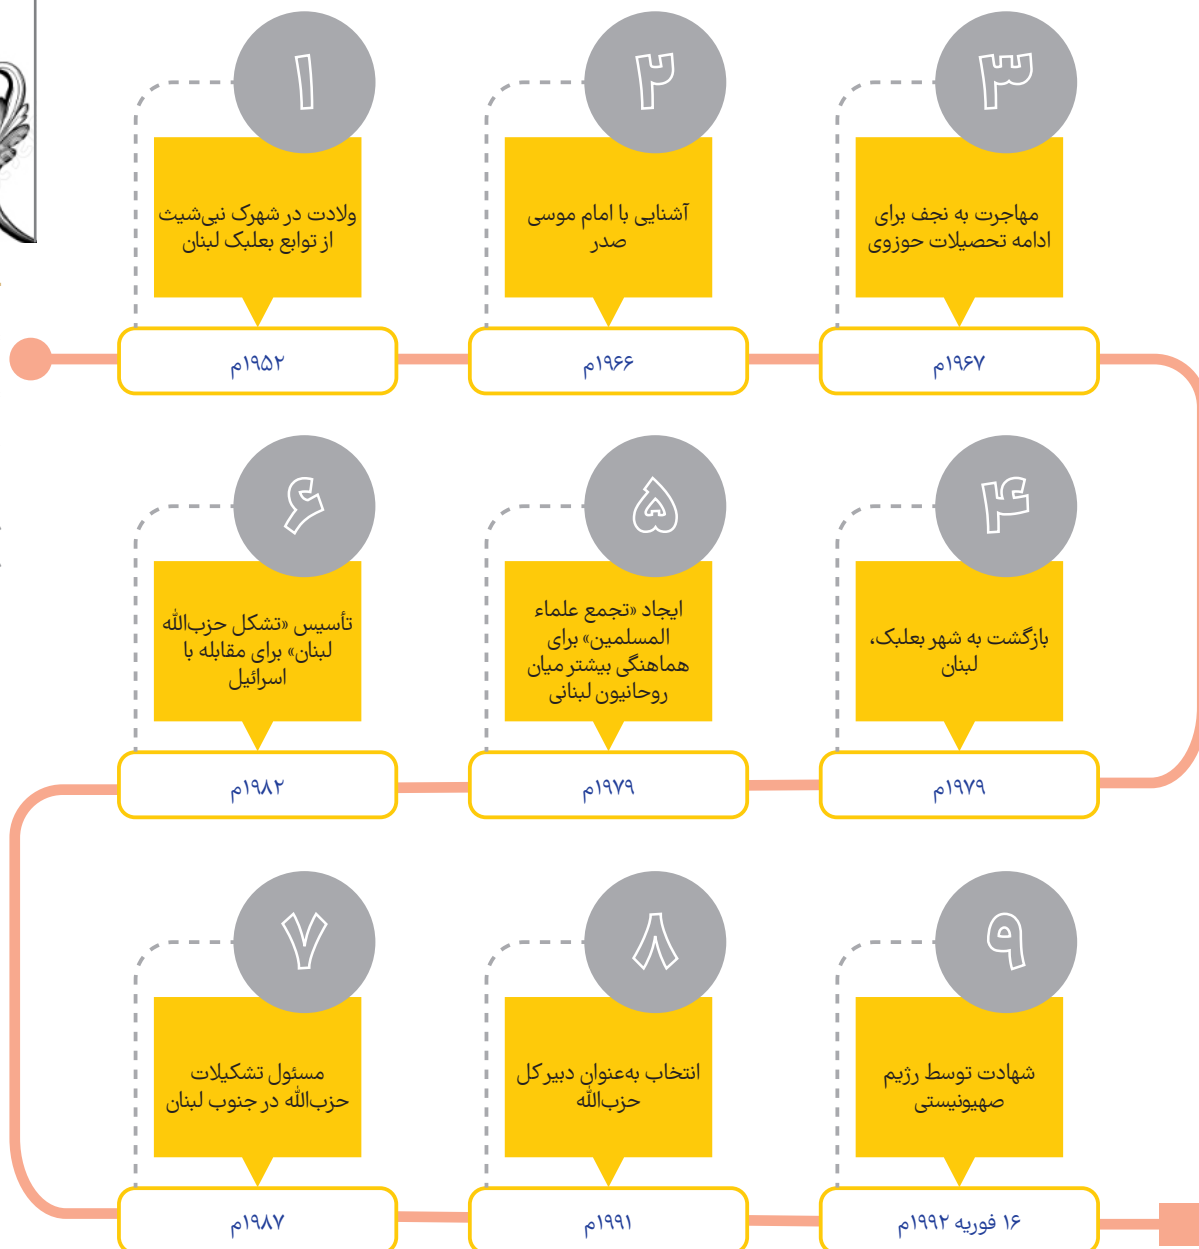 ۱
ولادت در شهرک نبی‌شیث
از توابع بعلبک لبنان
۱۹۵۲م
۲
آشنایی با امام موسی
صدر
۱۹۶۶م
۳
مهاجرت به نجف برای
ادامه تحصیلات حوزوی
۱۹۶۷م
۴
بازگشت به شهر بعلبک،
لبنان
۱۹۷۹م
۵
ایجاد «تجمع علماء
المسلمین» برای
هماهنگی بیشتر میان
روحانیون لبنانی
۱۹۷۹م
۶
تأسیس «تشکل حزب‌الله
لبنان» برای مقابله با
اسرائیل
۱۹۸۲م
۷
مسئول تشکیلات
حزب‌الله در جنوب لبنان
۱۹۸۷م
۸
انتخاب به‌عنوان دبیرکل
حزب‌الله
۱۹۹۱م
۹
شهادت توسط رژیم
صهیونیستی
۱۶ فوریه ۱۹۹۲م